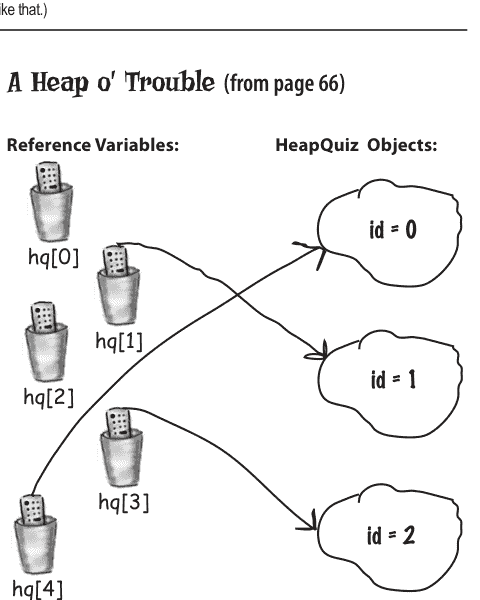 ike that.)
A Heap o' Trouble (from page 66)
Reference Variables: HeapQuiz Objects:
id = 0
hq[0]
hq[1]
id = 1
hq[2]
hq[3]
id = 2
hq[4]